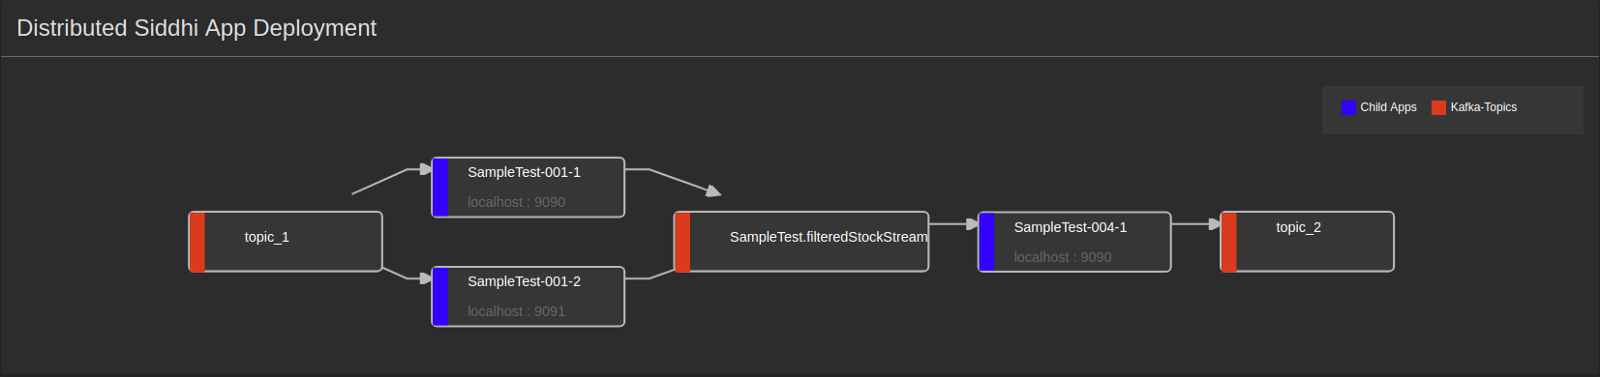 Distributed Siddhi App Deployment
Child Apps
Kafka-Topics
topic_1
SampleTest-001-1
localhost : 9090
SampleTest-001-2
localhost : 9091
SampleTest.filteredStockStream
SampleTest-004-1
localhost : 9090
topic_2